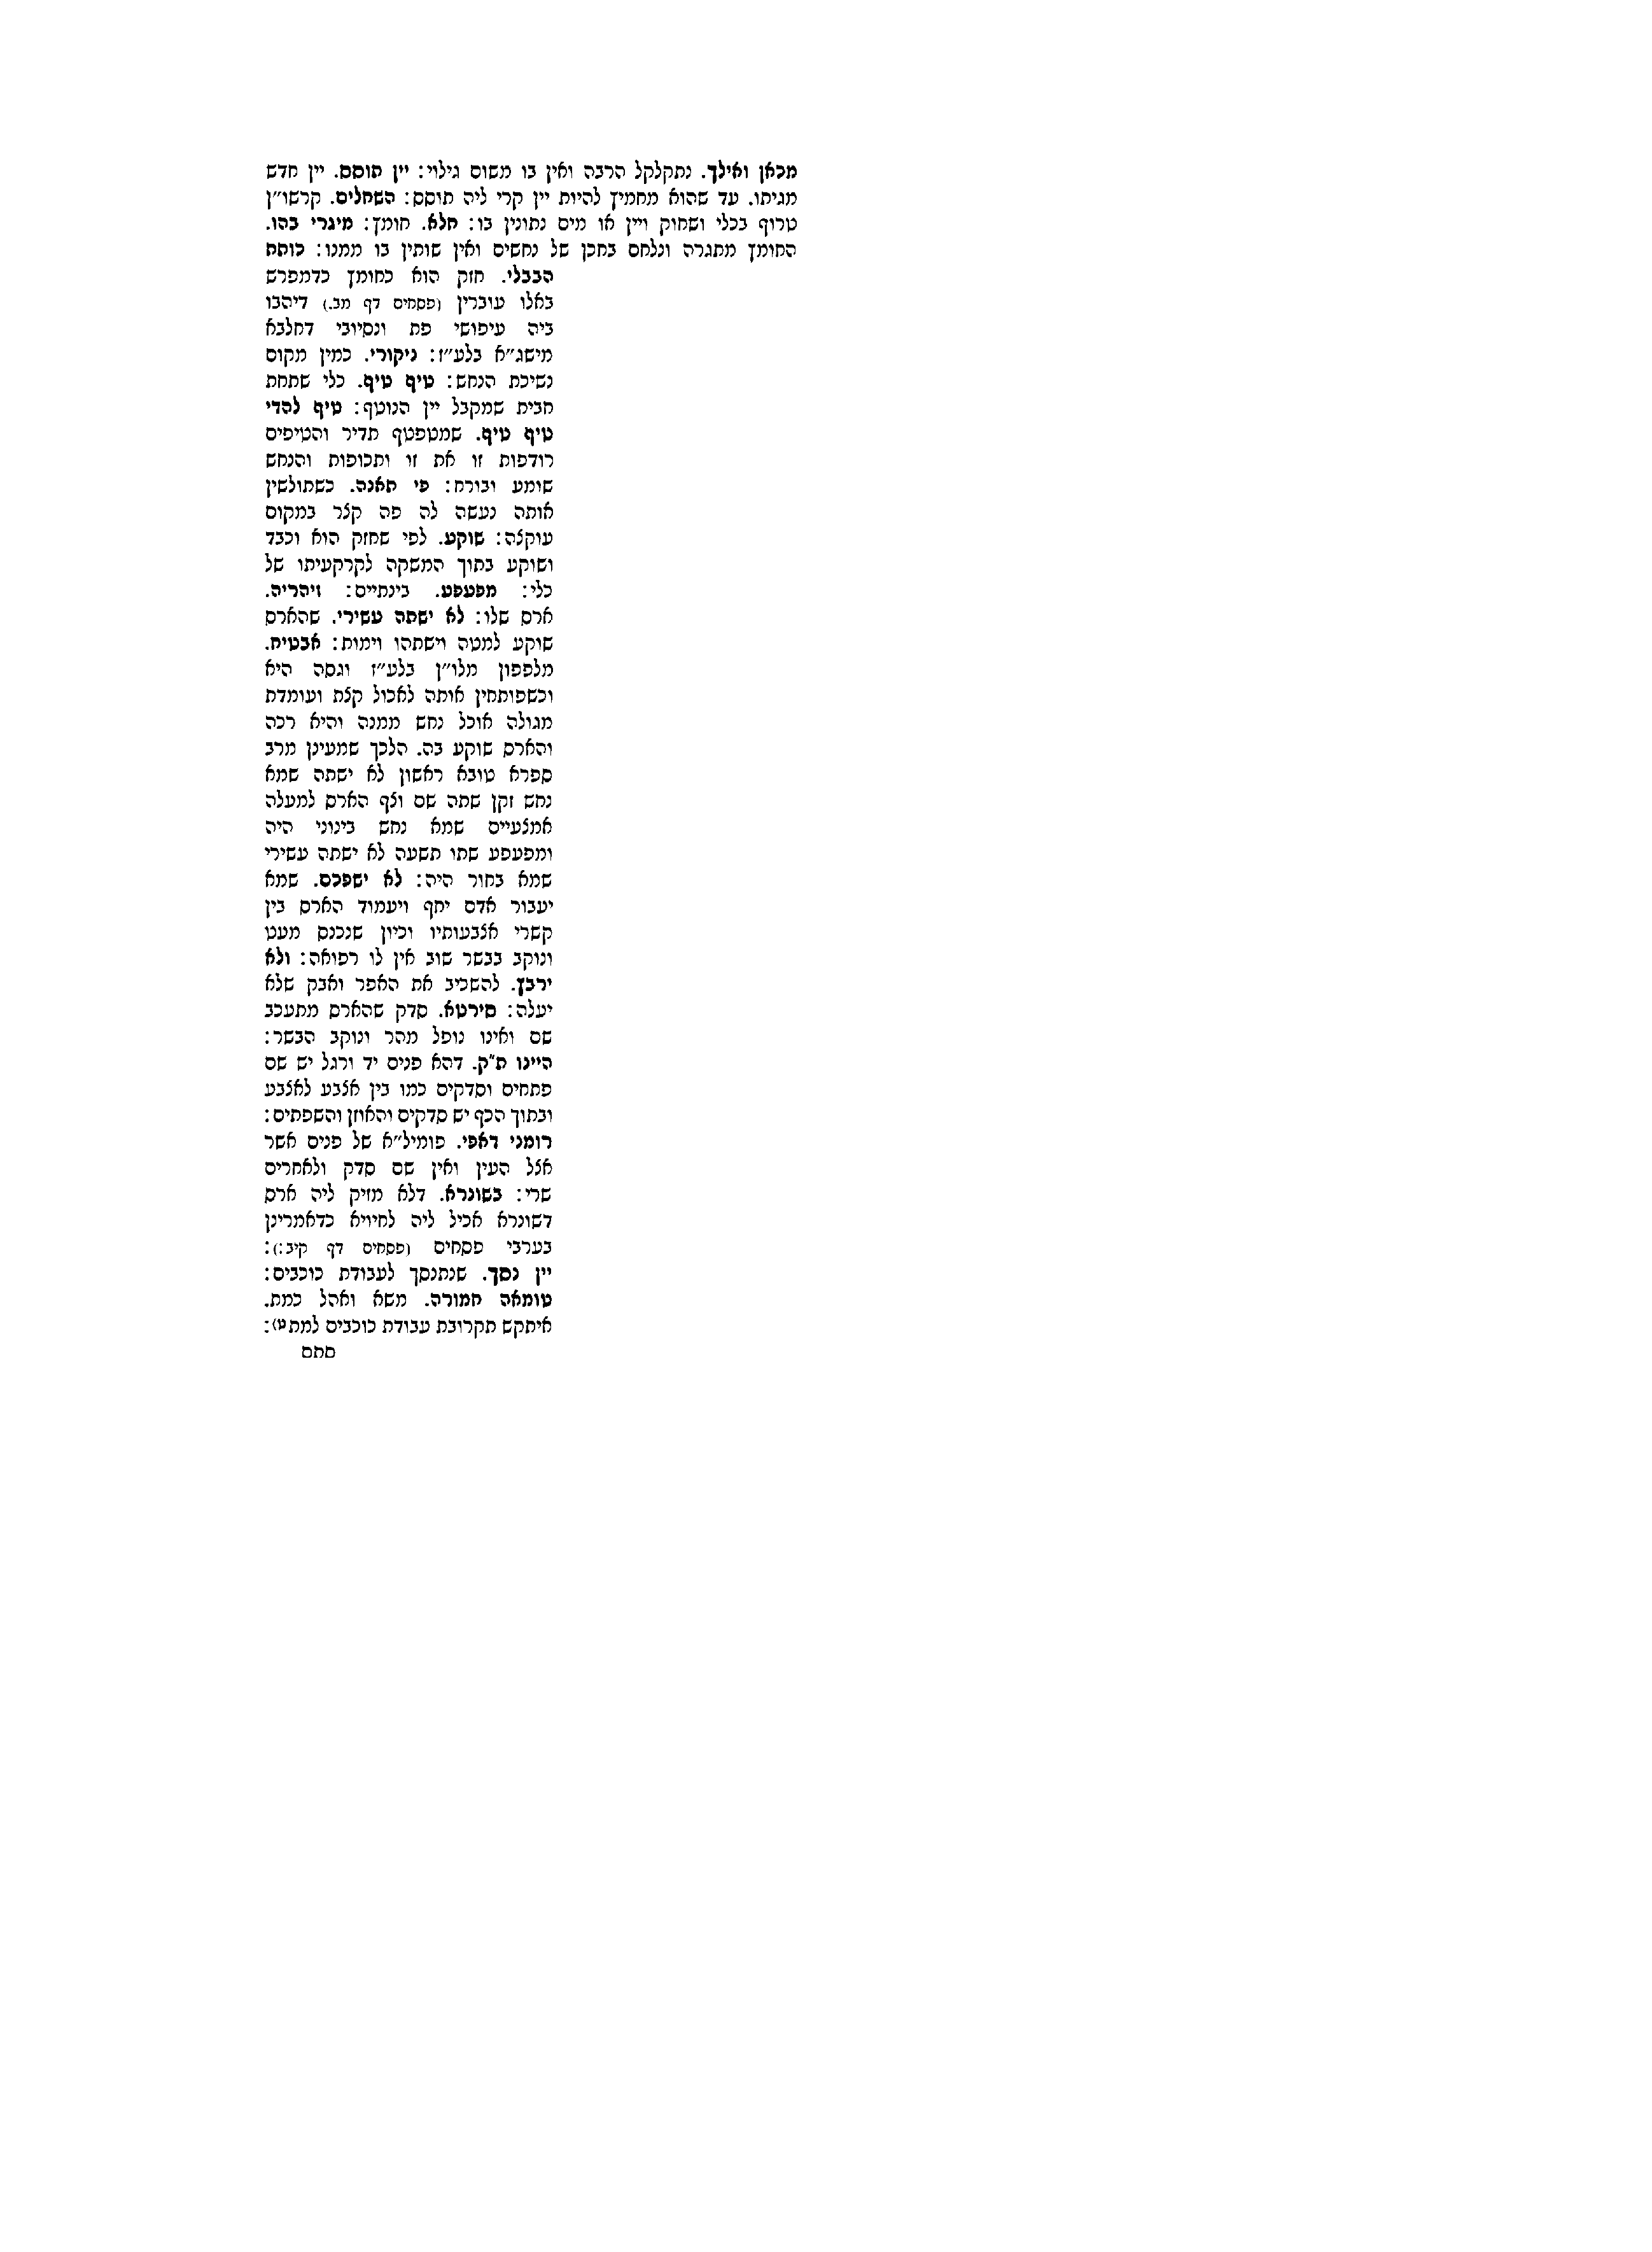 מכאן ואילך. נתקלקל הרבה ואין בו משום גילוי: יין תוסס. יין חדש
מגיתו. עד שהוא מחמיץ להיות יין קרי ליה תוסס: השחלים. קרשו״ן
טרוף בכלי ושחוק ויין או מים נתונין בו: חלא. חומץ: מיגרי בהו.
החומץ מתגרה ונלחם בחכן של נחשים ואין שותין בו ממנו: כותח
הבבלי. חזק הוא כחומץ כדמפרש
באלו עוברין (פסחים דף מב.) דיהבו
ביה עיפושי פת ונסיובי דחלבא
מישג״א בלע״ז: ניקורי. כמין מקום
נשיכת הנחש: טיף טיף. כלי שתחת
חבית שמקבל יין הנוטף: טיף להדי
טיף טיף. שמטפטף תדיר והטיפים
רודפות זו את זו ותכופות והנחש
שומע ובורח: פי תאנה. כשתולשין
אותה נעשה לה פה קצר במקום
עוקצה: שוקע. לפי שחזק הוא וכבד
ושוקע בתוך המשקה לקרקעיתו של
כלי: מפעפע. בינתיים: זיהריה.
ארס שלו: לא ישתה עשירי. שהארס
שוקע למטה וישתהו וימות: אבטיח.
מלפפון מלו״ן בלע״ז וגסה היא
וכשפותחין אותה לאכול קצת ועומדת
מגולה אוכל נחש ממנה והיא רכה
והארס שוקע בה. הלכך שמעינן מרב
ספרא טובא ראשון לא ישתה שמא
נחש זקן שתה שם וצף הארס למעלה
אמצעיים שמא נחש בינוני היה
ומפעפע שתו תשעה לא ישתה עשירי
שמא בחור היה: לא ישפכם. שמא
יעבור אדם יחף ויעמוד הארס בין
קשרי אצבעותיו וכיון שנכנס מעט
ונוקב בבשר שוב אין לו רפואה: ולא
ירבץ. להשכיב את האפר ואבק שלא
יעלה: סירטא. סדק שהארס מתעכב
שם ואינו נופל מהר ונוקב הבשר:
היינו ת״ק. דהא פנים יד ורגל יש שם
פתחים וסדקים כמו בין אצבע לאצבע
ובתוך הכף יש סדקים והאוזן והשפתים:
רומני דאפי. פומיל״א של פנים אשר
אצל העין ואין שם סדק ולאחרים
שרי: בשונרא. דלא מזיק ליה ארס
דשונרא אכיל ליה לחיויא כדאמרינן
בערבי פסחים (פסחים דף קיב:):
יין נסך. שנתנסך לעבודת כוכבים:
טומאה חמורה. משא ואהל כמת.
איתקש תקרובת עבודת כוכבים למת ט):
סתם